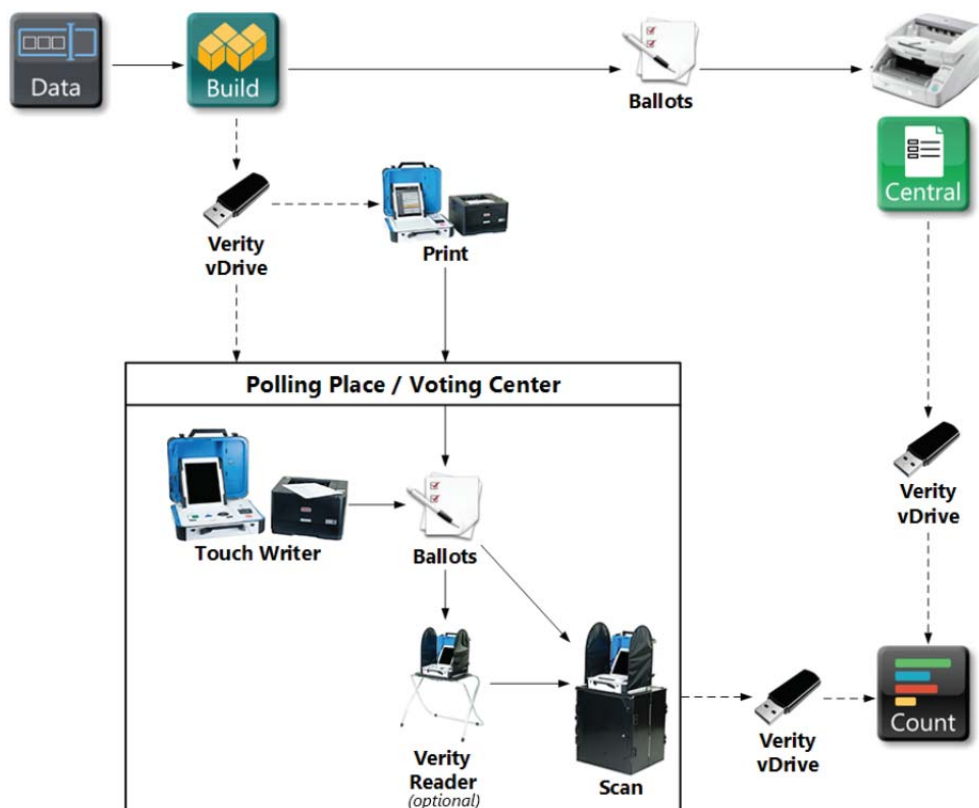 Data
Build
Ballots
Central
Verity
vDrive
Print
Polling Place / Voting Center
Touch Writer
Ballots
Verity
vDrive
Verity
Reader
(optional)
Scan
Verity
vDrive
Count